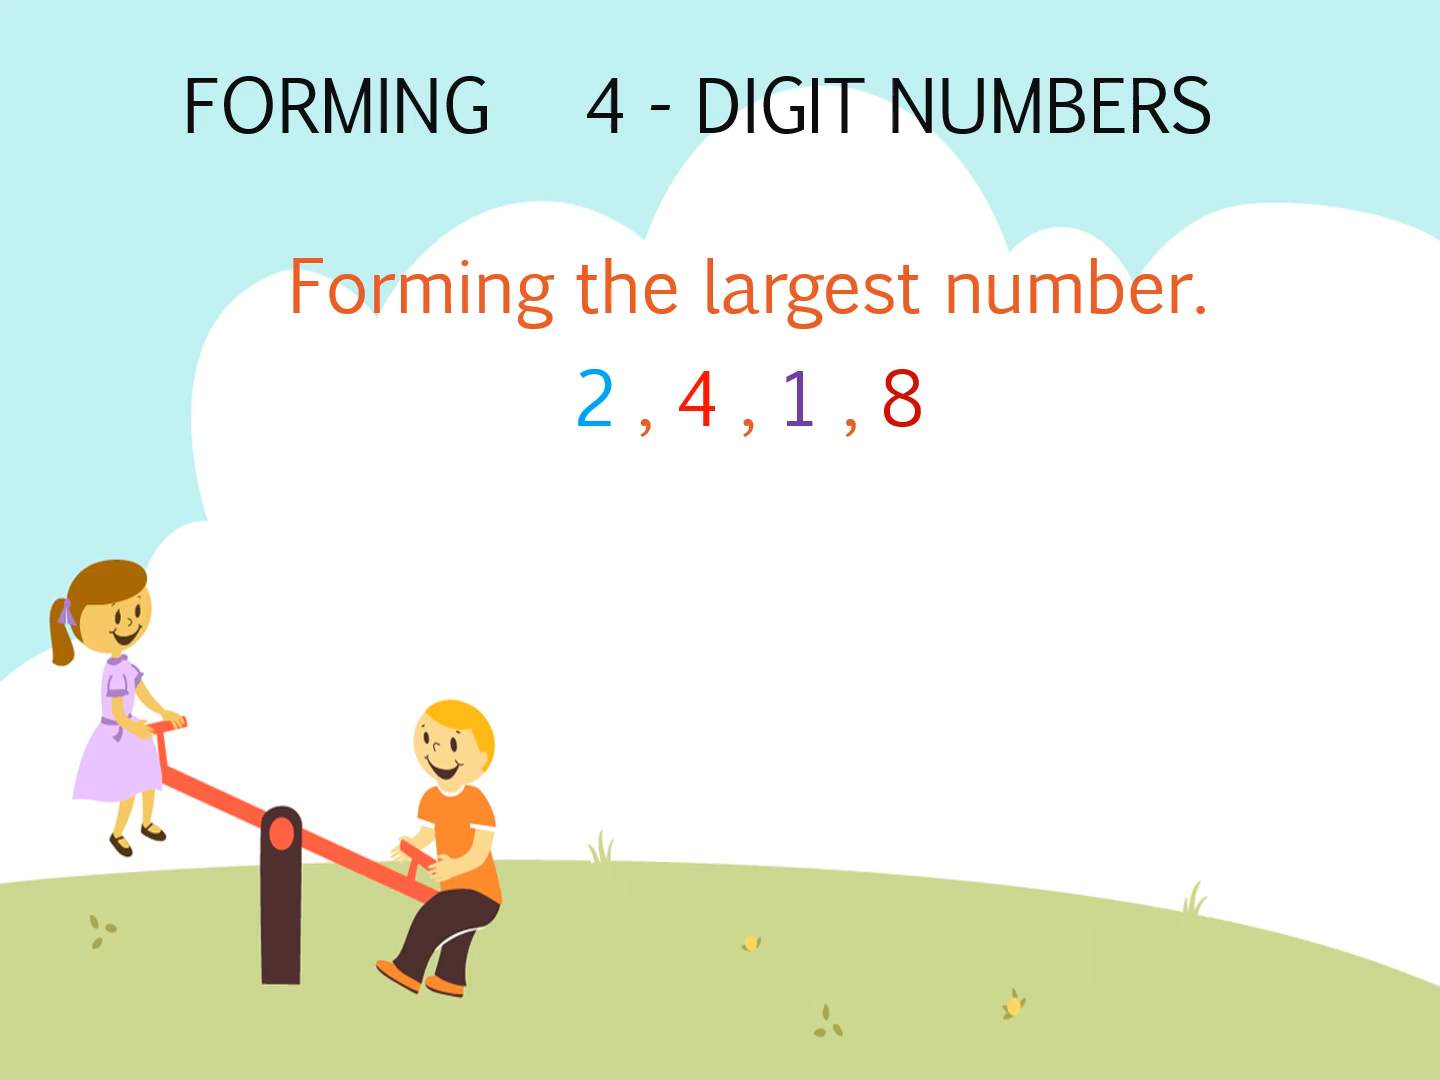 FORMING 4 - DIGIT NUMBERS
Forming the largest number.
2 , 4 , 1 , 8